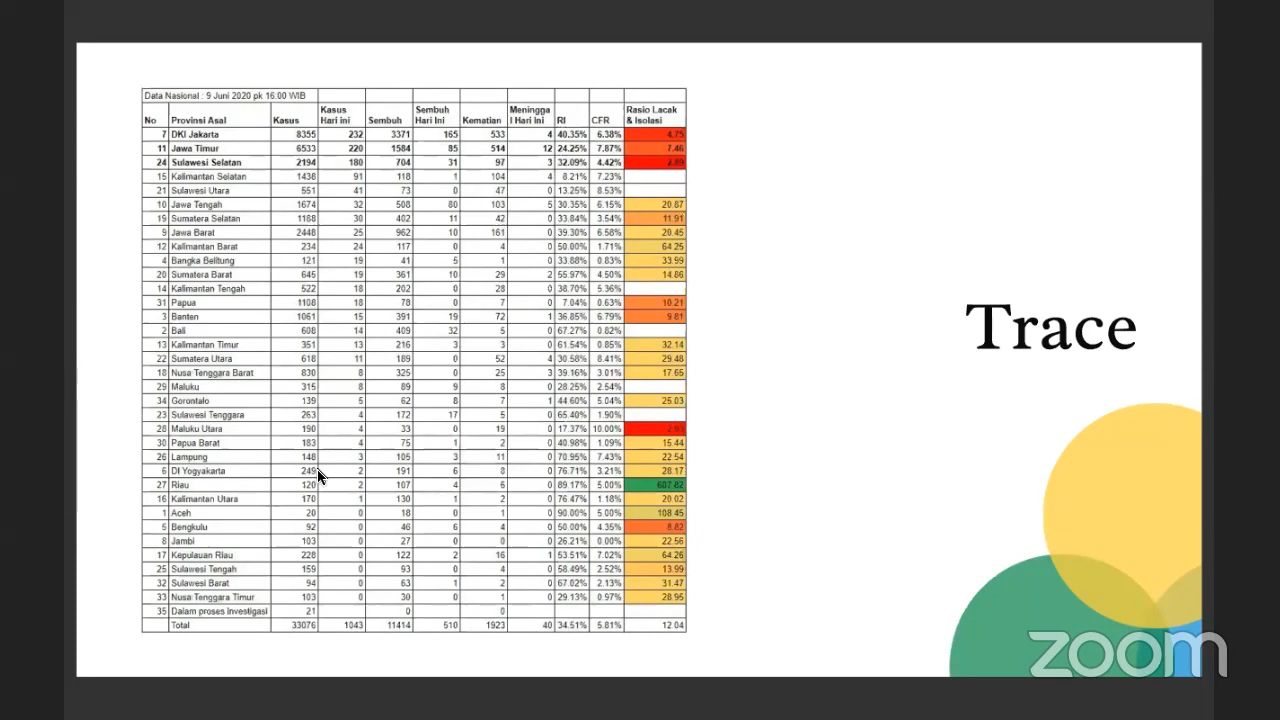 Data Nasional : 9 Juni 2020 pk 16:00 WIB
No Provinsi Asal Kasus Kasus Hari ini Sembuh Sembuh Hari Ini Kematian Meningga l Hari Ini RI CFR Rasio Lacak & Isolasi
7 DKI Jakarta 8355 232 3371 165 533 4 40.35% 6.38% 4.75
11 Jawa Timur 6533 220 1584 85 514 12 24.25% 7.87% 7.46
24 Sulawesi Selatan 2194 180 704 31 97 3 32.09% 4.42% 2.89
15 Kalimantan Selatan 1438 91 118 1 104 4 8.21% 7.23%
21 Sulawesi Utara 551 41 73 0 47 0 13.25% 8.53%
10 Jawa Tengah 1674 32 508 80 103 5 30.35% 6.15% 20.87
19 Sumatera Selatan 1188 30 402 11 42 0 33.84% 3.54% 11.91
9 Jawa Barat 2448 25 962 10 161 0 39.30% 6.58% 20.45
12 Kalimantan Barat 234 24 117 0 4 0 50.00% 1.71% 64.25
4 Bangka Belitung 121 19 41 5 1 0 33.88% 0.83% 33.99
20 Sumatera Barat 645 19 361 10 29 2 55.97% 4.50% 14.86
14 Kalimantan Tengah 522 18 202 0 28 0 38.70% 5.36%
31 Papua 1108 18 78 0 7 0 7.04% 0.63% 10.21
3 Banten 1061 15 391 19 72 1 36.85% 6.79% 9.81
2 Bali 608 14 409 32 5 0 67.27% 0.82%
13 Kalimantan Timur 351 13 216 3 3 0 61.54% 0.85% 32.14
22 Sumatera Utara 618 11 189 0 52 4 30.58% 8.41% 29.48
18 Nusa Tenggara Barat 830 8 325 0 25 3 39.16% 3.01% 17.65
29 Maluku 315 8 89 9 8 0 28.25% 2.54%
34 Gorontalo 139 5 62 8 7 1 44.60% 5.04% 25.03
23 Sulawesi Tenggara 263 4 172 17 5 0 65.40% 1.90%
28 Maluku Utara 190 4 33 0 19 0 17.37% 10.00%
30 Papua Barat 183 4 75 1 2 0 40.98% 1.09% 15.44
26 Lampung 148 3 105 3 11 0 70.95% 7.43% 22.54
6 DI Yogyakarta 249 2 191 6 8 0 76.71% 3.21% 28.17
27 Riau 120 2 107 4 6 0 89.17% 5.00% 607.82
16 Kalimantan Utara 170 1 130 1 2 0 76.47% 1.18% 20.02
1 Aceh 20 0 18 0 1 0 90.00% 5.00% 108.45
5 Bengkulu 92 0 46 6 4 0 50.00% 4.35% 8.82
8 Jambi 103 0 27 0 0 0 26.21% 0.00% 22.56
17 Kepulauan Riau 228 0 122 2 16 1 53.51% 7.02% 64.26
25 Sulawesi Tengah 159 0 93 0 4 0 58.49% 2.52% 13.99
32 Sulawesi Barat 94 0 63 1 2 0 67.02% 2.13% 31.47
33 Nusa Tenggara Timur 103 0 30 0 1 0 29.13% 0.97% 28.95
35 Dalam proses investigasi 21 0 0
Total 33076 1043 11414 510 1923 40 34.51% 5.81% 12.04
Trace
zoom